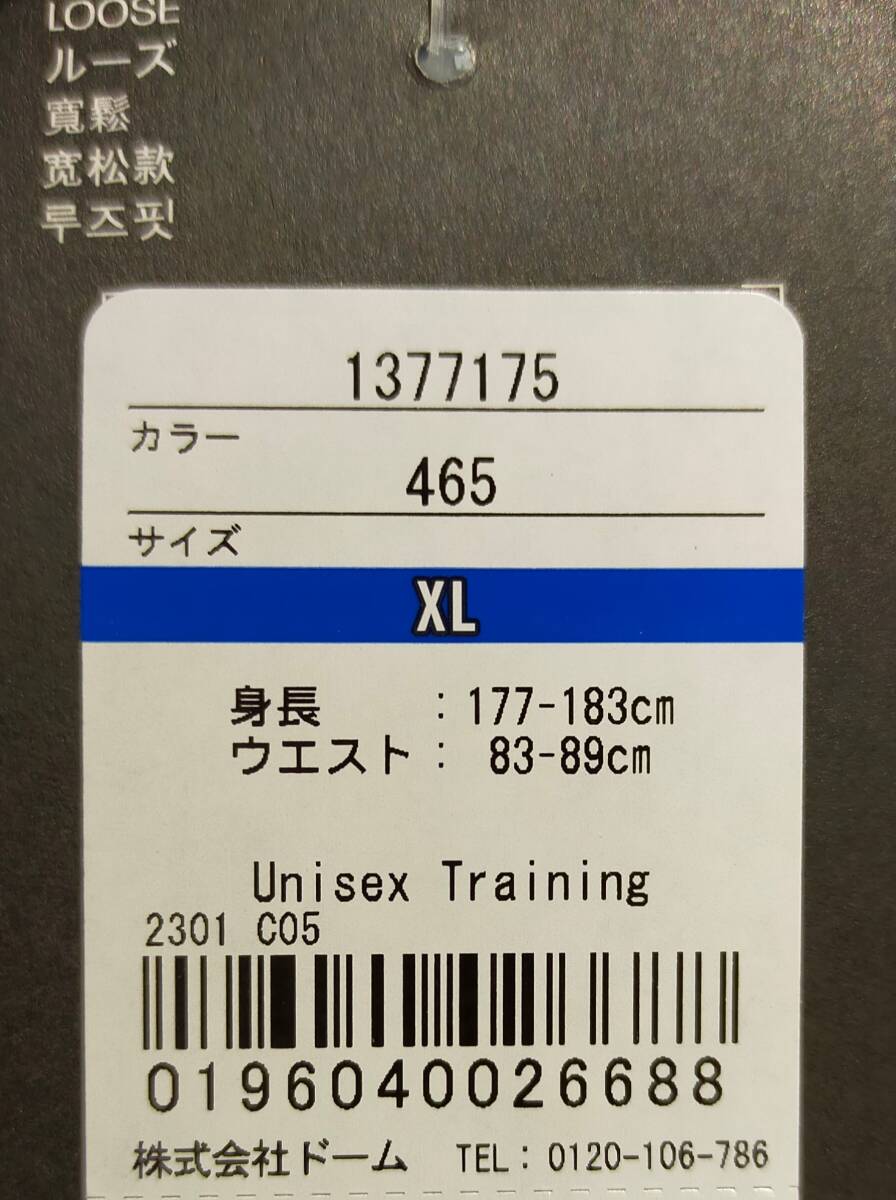 LOOSE
ルーズ
寬鬆
宽松款
루즈핏
1377175
カラー
465
サイズ
XL
身長 : 177-183cm
ウエスト : 83-89cm
Unisex Training
2301 C05
0196040026688
株式会社ドーム TEL: 0120-106-786